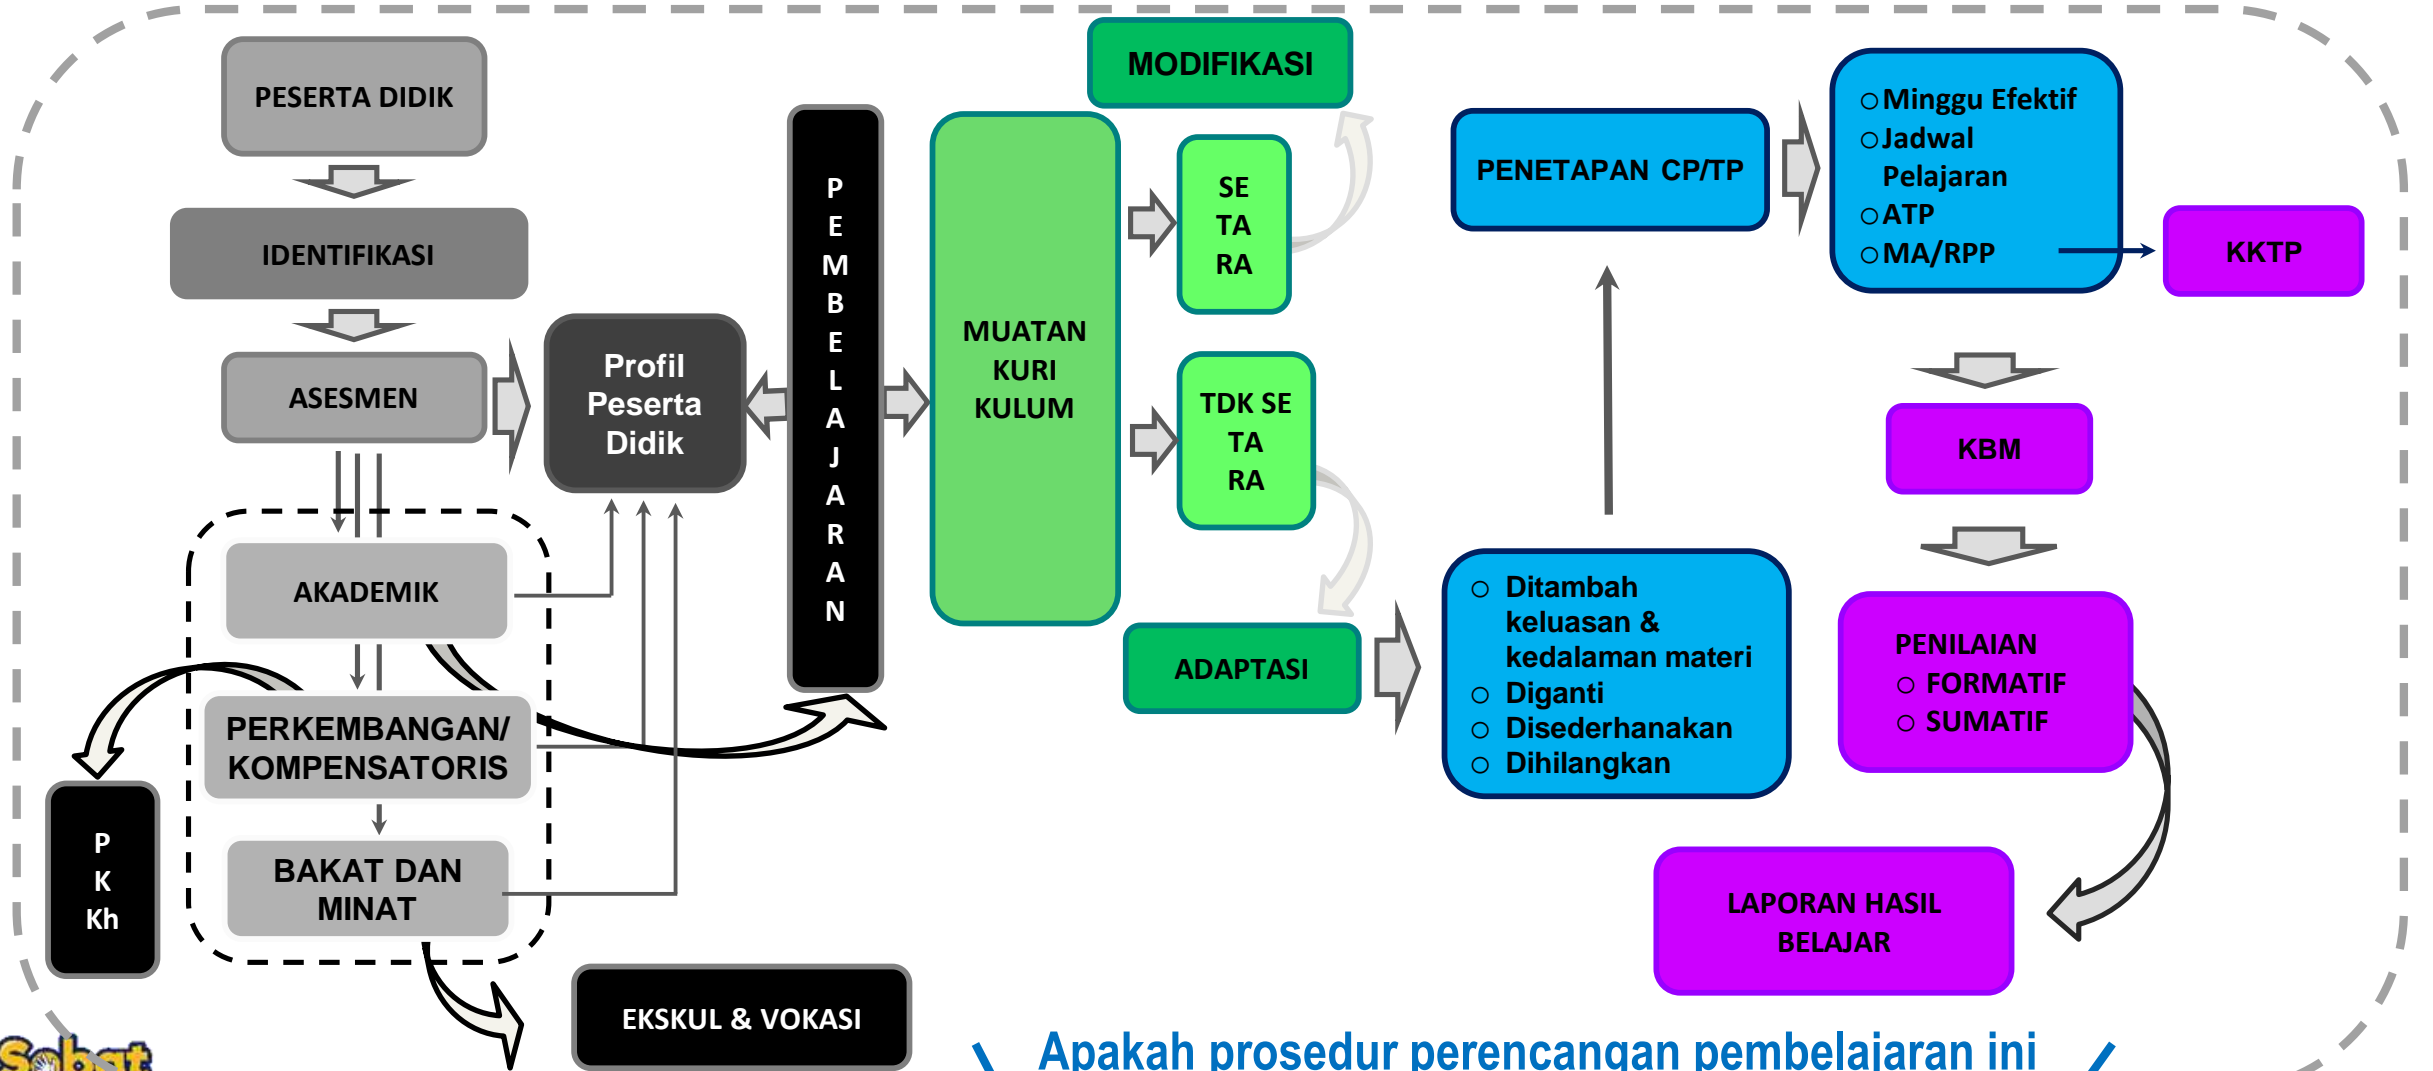 PESERTA DIDIK
IDENTIFIKASI
ASESMEN
AKADEMIK
PERKEMBANGAN/
KOMPENSATORIS
BAKAT DAN
MINAT
P
K
Kh
EKSKUL & VOKASI
Profil
Peserta
Didik
P
E
M
B
E
L
A
J
A
R
A
N
MUATAN
KURI
KULUM
MODIFIKASI
SE
TA
RA
TDK SE
TA
RA
ADAPTASI
○ Ditambah
keluasan &
kedalaman materi
○ Diganti
○ Disederhanakan
○ Dihilangkan
PENETAPAN CP/TP
○ Minggu Efektif
○ Jadwal
Pelajaran
○ ATP
○ MA/RPP
KKTP
KBM
PENILAIAN
○ FORMATIF
○ SUMATIF
LAPORAN HASIL
BELAJAR
Sobat
Apakah prosedur perencangan pembelajaran ini